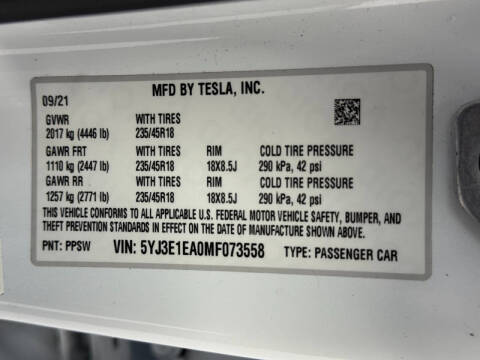 MFD BY TESLA, INC.
09/21
GVWR WITH TIRES
2017 kg (4446 lb) 235/45R18
GAWR FRT WITH TIRES RIM COLD TIRE PRESSURE
1110 kg (2447 lb) 235/45R18 18X8.5J 290 kPa, 42 psi
GAWR RR WITH TIRES RIM COLD TIRE PRESSURE
1257 kg (2771 lb) 235/45R18 18X8.5J 290 kPa, 42 psi
THIS VEHICLE CONFORMS TO ALL APPLICABLE U.S. FEDERAL MOTOR VEHICLE SAFETY, BUMPER, AND
THEFT PREVENTION STANDARDS IN EFFECT ON THE DATE OF MANUFACTURE SHOWN ABOVE.
PNT: PPSW VIN: 5YJ3E1EA0MF073558 TYPE: PASSENGER CAR